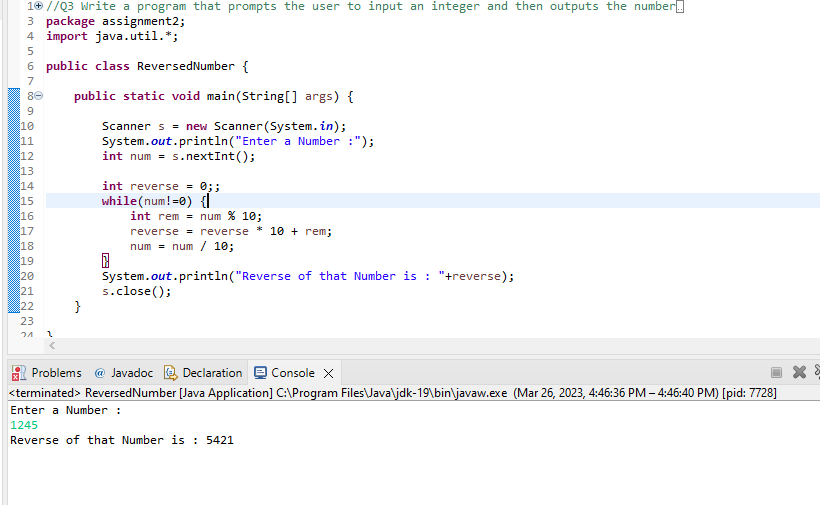 1 //Q3 Write a program that prompts the user to input an integer and then outputs the number..
3 package assignment2;
4 import java.util.*;
5
6 public class ReversedNumber {
7
8     public static void main(String[] args) {
9
10         Scanner s = new Scanner(System.in);
11         System.out.println("Enter a Number :");
12         int num = s.nextInt();
13
14         int reverse = 0;;
15         while(num!=0) {
16             int rem = num % 10;
17             reverse = reverse * 10 + rem;
18             num = num / 10;
19         }
20         System.out.println("Reverse of that Number is : "+reverse);
21         s.close();
22     }
23
24 }
Problems @ Javadoc Declaration Console
<terminated> ReversedNumber [Java Application] C:\Program Files\Java\jdk-19\bin\javaw.exe (Mar 26, 2023, 4:46:36 PM – 4:46:40 PM) [pid: 7728]
Enter a Number :
1245
Reverse of that Number is : 5421